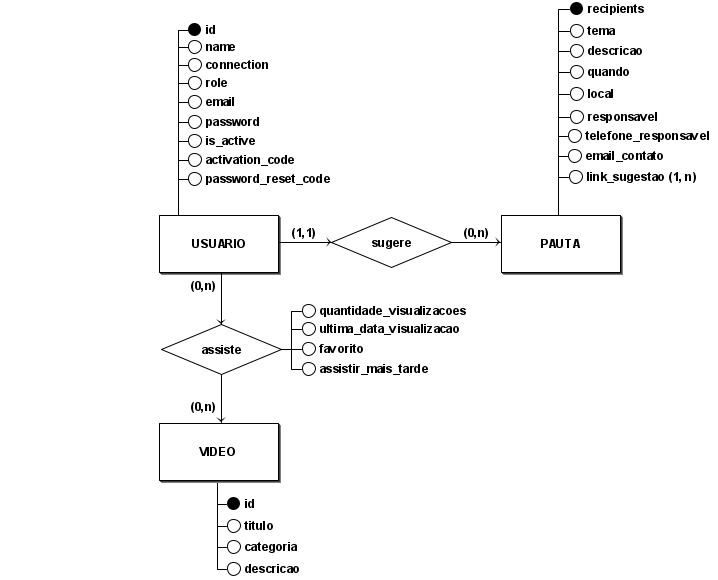 id
name
connection
role
email
password
is_active
activation_code
password_reset_code
recipients
tema
descricao
quando
local
responsavel
telefone_responsavel
email_contato
link_sugestao (1, n)
USUARIO
(1,1)
sugere
(0,n)
PAUTA
(0,n)
assiste
quantidade_visualizacoes
ultima_data_visualizacao
favorito
assistir_mais_tarde
(0,n)
VIDEO
id
titulo
categoria
descricao